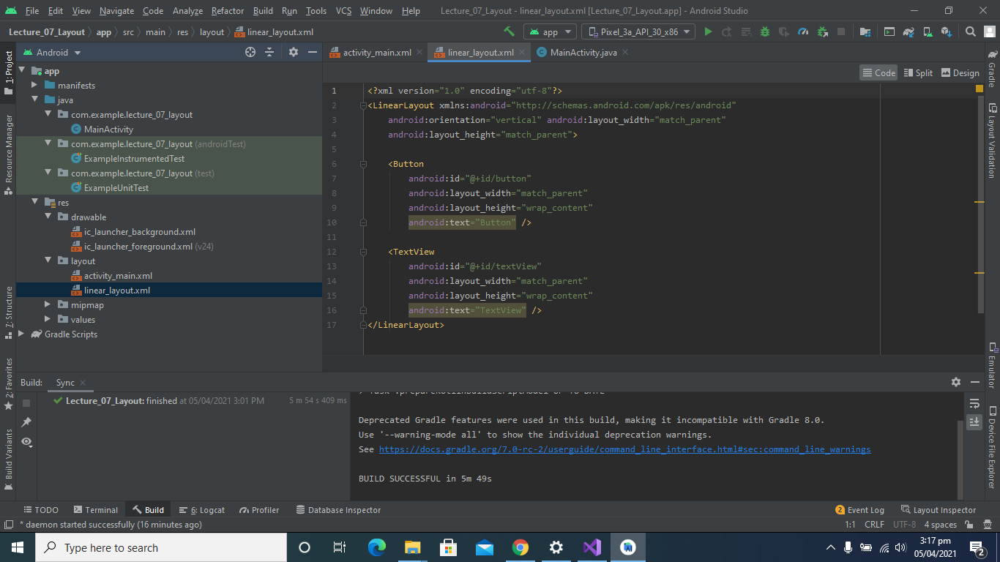 File Edit View Navigate Code Analyze Refactor Build Run Tools VCS Window Help Lecture_07_Layout - linear_layout.xml [Lecture_07_Layout.app] - Android Studio
Lecture_07_Layout app src main res layout linear_layout.xml app Pixel_3a_API_30_x86
1: Project
Resource Manager
7: Structure
2: Favorites
Build Variants
Android
app
manifests
java
com.example.lecture_07_layout
MainActivity
com.example.lecture_07_layout (androidTest)
ExampleInstrumentedTest
com.example.lecture_07_layout (test)
ExampleUnitTest
res
drawable
ic_launcher_background.xml
ic_launcher_foreground.xml (v24)
layout
activity_main.xml
linear_layout.xml
mipmap
values
Gradle Scripts
activity_main.xml linear_layout.xml MainActivity.java
Code Split Design
1 <?xml version="1.0" encoding="utf-8"?>
2 <LinearLayout xmlns:android="http://schemas.android.com/apk/res/android"
3 android:orientation="vertical" android:layout_width="match_parent"
4 android:layout_height="match_parent">
5
6 <Button
7 android:id="@+id/button"
8 android:layout_width="match_parent"
9 android:layout_height="wrap_content"
10 android:text="Button" />
11
12 <TextView
13 android:id="@+id/textView"
14 android:layout_width="match_parent"
15 android:layout_height="wrap_content"
16 android:text="TextView" />
17 </LinearLayout>
Gradle
Layout Validation
Emulator
Device File Explorer
Build: Sync
Lecture_07_Layout: finished at 05/04/2021 3:01 PM 5 m 54 s 409 ms
> Task :prepareKotlinBuildScriptModel UP-TO-DATE
Deprecated Gradle features were used in this build, making it incompatible with Gradle 8.0.
Use '--warning-mode all' to show the individual deprecation warnings.
See https://docs.gradle.org/7.0-rc-2/userguide/command_line_interface.html#sec:command_line_warnings
BUILD SUCCESSFUL in 5m 49s
TODO Terminal Build 6: Logcat Profiler Database Inspector 2 Event Log Layout Inspector
* daemon started successfully (16 minutes ago) 1:1 CRLF UTF-8 4 spaces
Type here to search
3:17 pm
05/04/2021
2